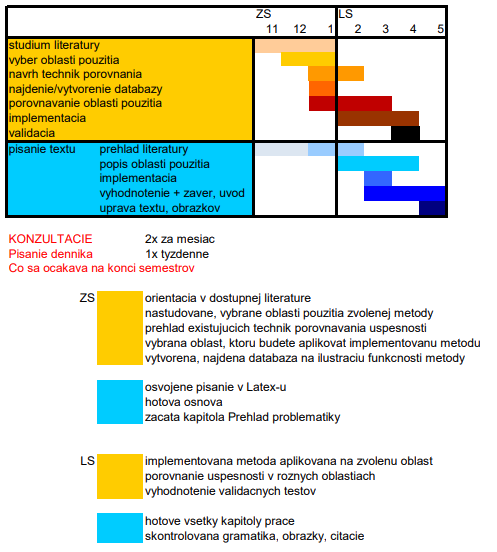 ZS LS
11 12 1 2 3 4 5
studium literatury
vyber oblasti pouzitia
navrh technik porovnania
najdenie/vytvorenie databazy
porovnavanie oblasti pouzitia
implementacia
validacia
pisanie textu prehlad literatury
popis oblasti pouzitia
implementacia
vyhodnotenie + zaver, uvod
uprava textu, obrazkov
KONZULTACIE 2x za mesiac
Pisanie dennika 1x tyzdenne
Co sa ocakava na konci semestrov
ZS orientacia v dostupnej literature
nastudovane, vybrane oblasti pouzitia zvolenej metody
prehlad existujucich technik porovnavania uspesnosti
vybrana oblast, ktoru budete aplikovat implementovanu metodu
vytvorena, najdena databaza na ilustraciu funkcnosti metody
osvojene pisanie v Latex-u
hotova osnova
zacata kapitola Prehlad problematiky
LS implementovana metoda aplikovana na zvolenu oblast
porovnanie uspesnosti v roznych oblastiach
vyhodnotenie validacnych testov
hotove vsetky kapitoly prace
skontrolovana gramatika, obrazky, citacie